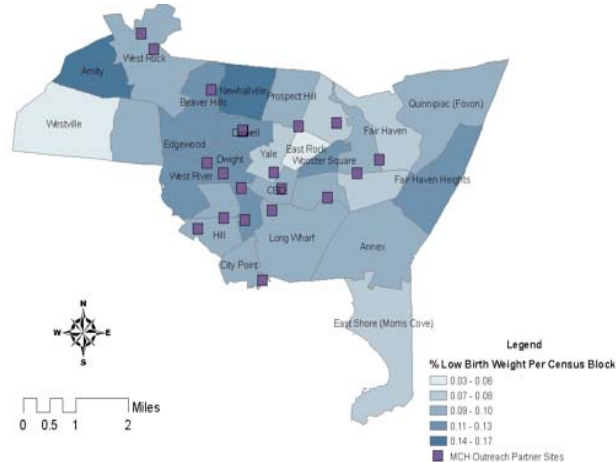 West Rock
Amity
Newhallville
Beaver Hills
Prospect Hill
Quinnipiac (Foxon)
Westville
Fair Haven
Edgewood
East Rock
Dwight
Yale
Wooster Square
West River
Fair Haven Heights
CBD
Hill
Long Wharf
Annex
City Point
East Shore (Morris Cove)
N
W E
S
Miles
0 0.5 1 2
Legend
% Low Birth Weight Per Census Block
0.03 - 0.06
0.07 - 0.08
0.09 - 0.10
0.11 - 0.13
0.14 - 0.17
MCH Outreach Partner Sites